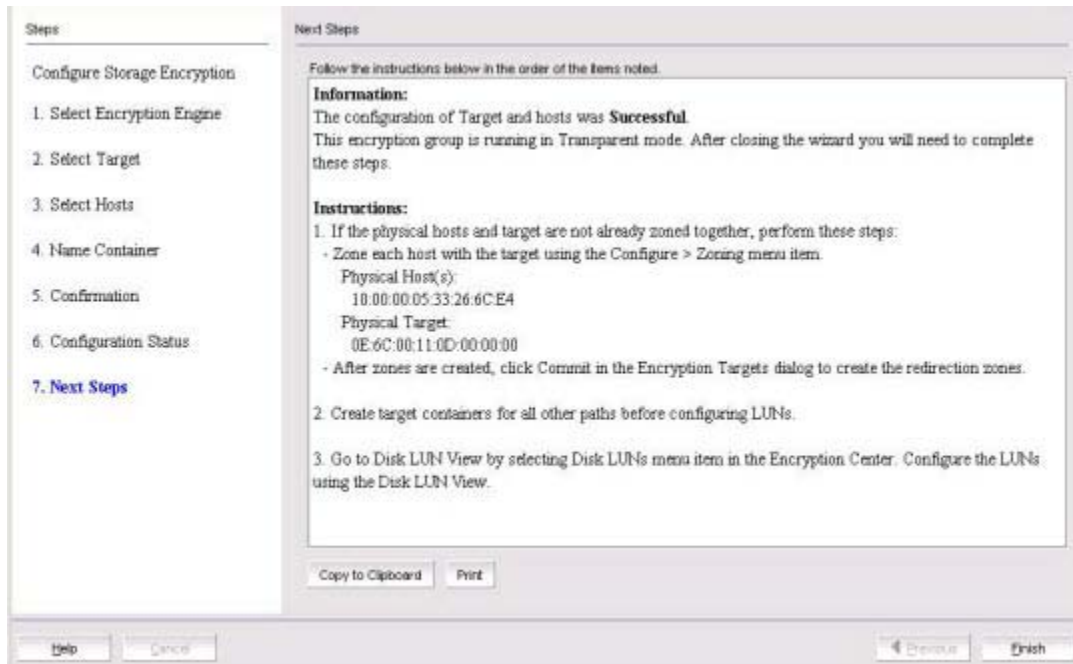 Steps
Configure Storage Encryption
1. Select Encryption Engine
2. Select Target
3. Select Hosts
4. Name Container
5. Confirmation
6. Configuration Status
7. Next Steps
Next Steps
Follow the instructions below in the order of the items noted.
Information:
The configuration of Target and hosts was Successful.
This encryption group is running in Transparent mode. After closing the wizard you will need to complete
these steps.
Instructions:
1. If the physical hosts and target are not already zoned together, perform these steps:
- Zone each host with the target using the Configure > Zoning menu item.
Physical Host(s):
10:00:00:05:33:26:6C:E4
Physical Target:
0E:6C:00:11:0D:00:00:00
- After zones are created, click Commit in the Encryption Targets dialog to create the redirection zones.
2. Create target containers for all other paths before configuring LUNs.
3. Go to Disk LUN View by selecting Disk LUNs menu item in the Encryption Center. Configure the LUNs
using the Disk LUN View.
Copy to Clipboard
Print
Help
Cancel
Previous
Finish